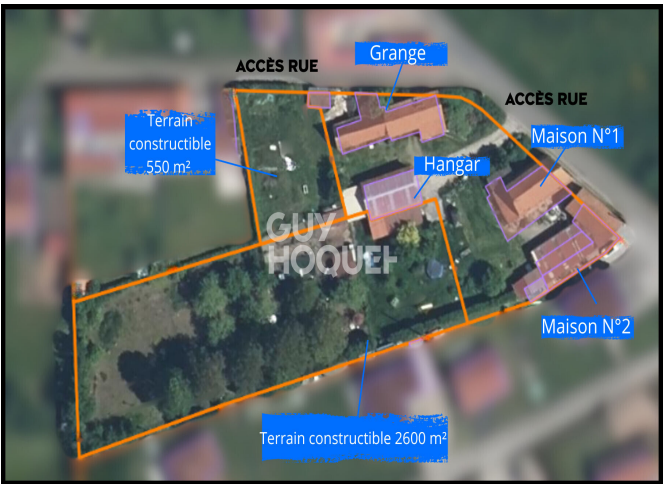 Grange
ACCÈS RUE
ACCÈS RUE
Terrain
constructible
550 m²
Maison N°1
Hangar
GUY
HOQUET
Maison N°2
Terrain constructible 2600 m²